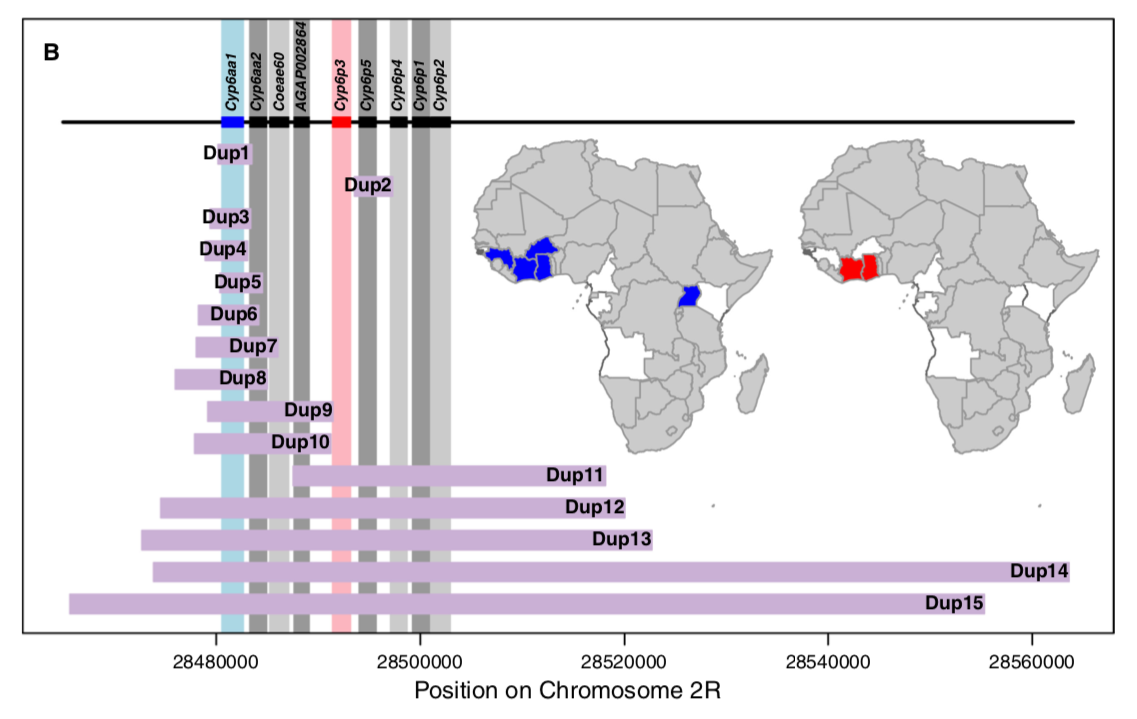 B
Cyp6aa1
Cyp6aa2
Coeae60
AGAP002864
Cyp6p3
Cyp6p5
Cyp6p4
Cyp6p1
Cyp6p2
Dup1
Dup2
Dup3
Dup4
Dup5
Dup6
Dup7
Dup8
Dup9
Dup10
Dup11
Dup12
Dup13
Dup14
Dup15
28480000 28500000 28520000 28540000 28560000
Position on Chromosome 2R